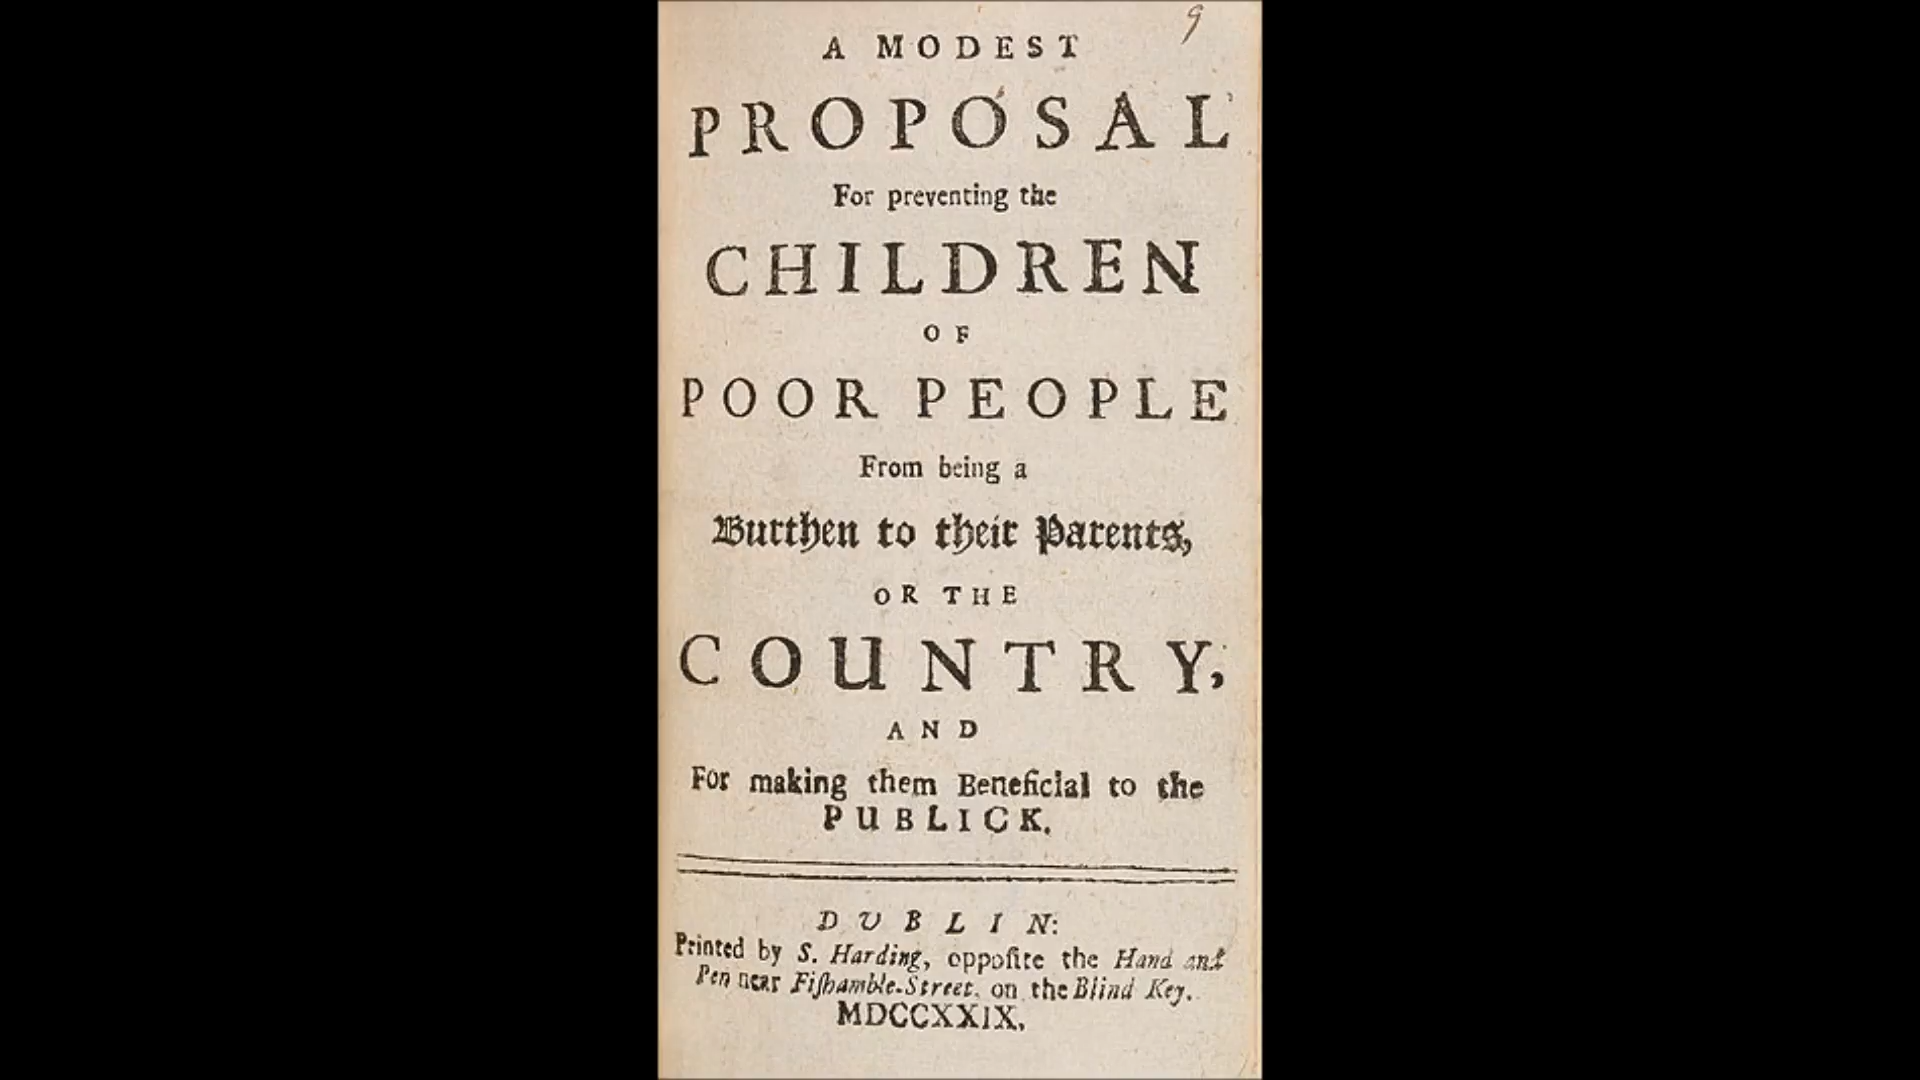 9
A MODEST
PROPOSAL
For preventing the
CHILDREN
OF
POOR PEOPLE
From being a
Burthen to their Parents,
OR THE
COUNTRY,
AND
For making them Beneficial to the
PUBLICK.
DUBLIN:
Printed by S. Harding, oppoſite the Hand and
Pen near Fiſhamble-Street, on the Blind Key.
MDCCXXIX.